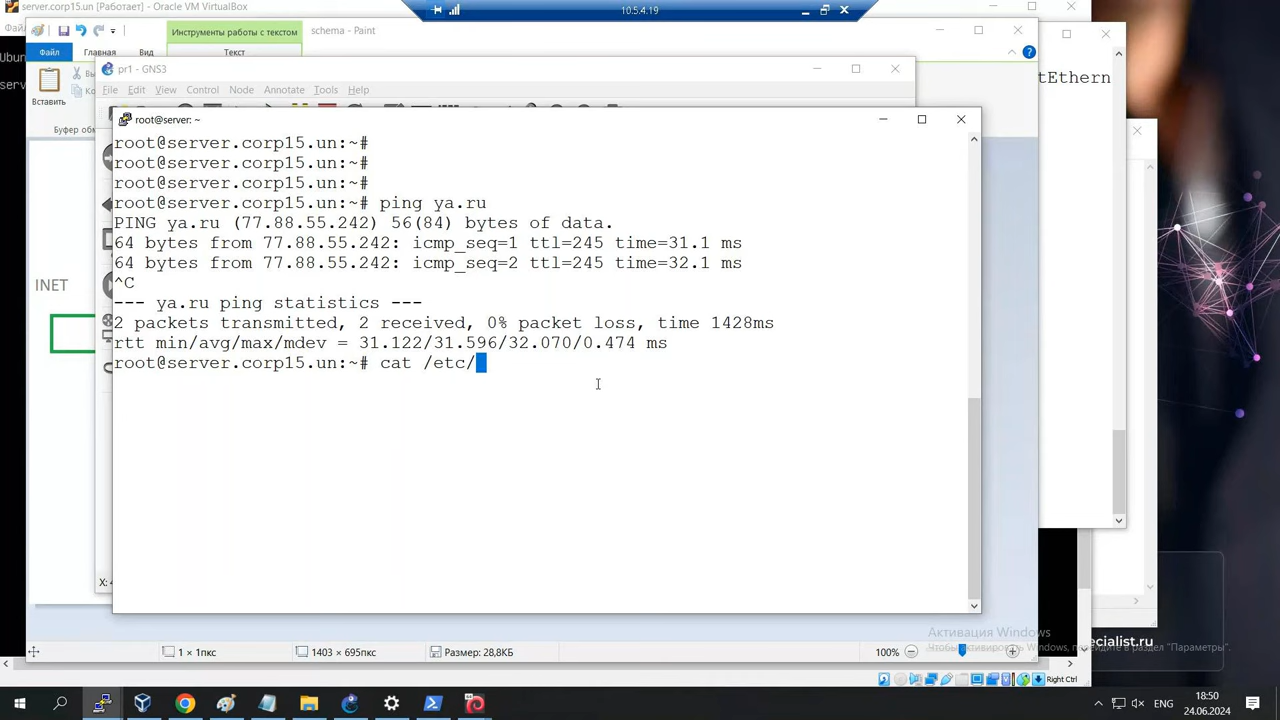 server.corp15.un [Работает] - Oracle VM VirtualBox
10.5.4.19
Инструменты работы с текстом
schema - Paint
Файл
Главная
Вид
Текст
Вставить
Буфер обм
pr1 - GNS3
File Edit View Control Node Annotate Tools Help
tEthern
root@server: ~
root@server.corp15.un:~#
root@server.corp15.un:~#
root@server.corp15.un:~#
root@server.corp15.un:~# ping ya.ru
PING ya.ru (77.88.55.242) 56(84) bytes of data.
64 bytes from 77.88.55.242: icmp_seq=1 ttl=245 time=31.1 ms
64 bytes from 77.88.55.242: icmp_seq=2 ttl=245 time=32.1 ms
^C
--- ya.ru ping statistics ---
2 packets transmitted, 2 received, 0% packet loss, time 1428ms
rtt min/avg/max/mdev = 31.122/31.596/32.070/0.474 ms
root@server.corp15.un:~# cat /etc/
INET
Активация Windows
Чтобы активировать Windows, перейдите в раздел "Параметры".
ecialist.ru
1 × 1пкс
1403 × 69зпкс
Размер: 28,8КБ
100%
Right Ctrl
ENG
18:50
24.06.2024